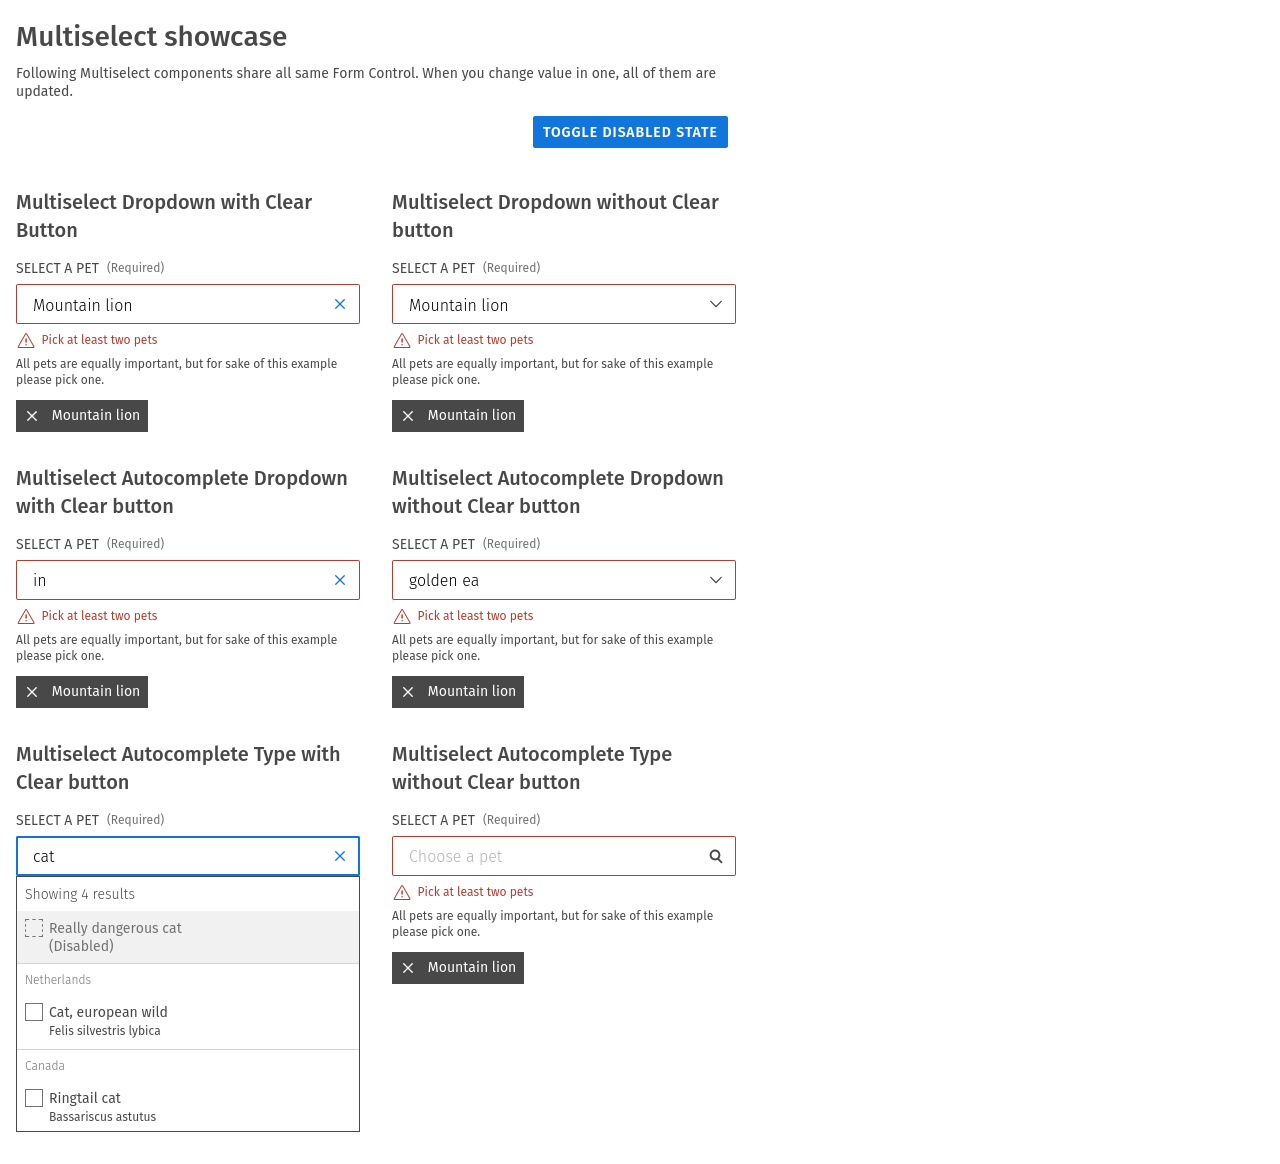 Multiselect showcase
Following Multiselect components share all same Form Control. When you change value in one, all of them are
updated.
TOGGLE DISABLED STATE
Multiselect Dropdown with Clear
Button
SELECT A PET (Required)
Mountain lion
Pick at least two pets
All pets are equally important, but for sake of this example
please pick one.
Mountain lion
Multiselect Dropdown without Clear
button
SELECT A PET (Required)
Mountain lion
Pick at least two pets
All pets are equally important, but for sake of this example
please pick one.
Mountain lion
Multiselect Autocomplete Dropdown
with Clear button
SELECT A PET (Required)
in
Pick at least two pets
All pets are equally important, but for sake of this example
please pick one.
Mountain lion
Multiselect Autocomplete Dropdown
without Clear button
SELECT A PET (Required)
golden ea
Pick at least two pets
All pets are equally important, but for sake of this example
please pick one.
Mountain lion
Multiselect Autocomplete Type with
Clear button
SELECT A PET (Required)
cat
Showing 4 results
Really dangerous cat
(Disabled)
Netherlands
Cat, european wild
Felis silvestris lybica
Canada
Ringtail cat
Bassariscus astutus
Multiselect Autocomplete Type
without Clear button
SELECT A PET (Required)
Choose a pet
Pick at least two pets
All pets are equally important, but for sake of this example
please pick one.
Mountain lion